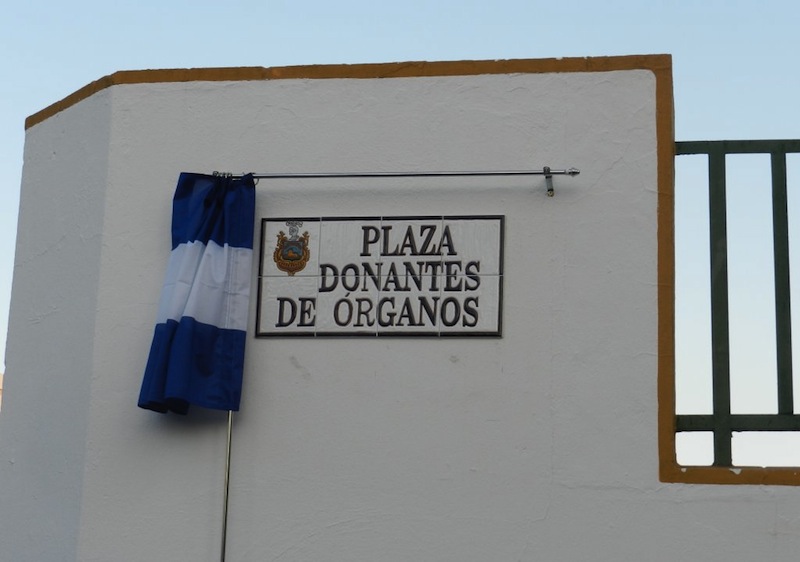 PLAZA
DONANTES
DE ÓRGANOS